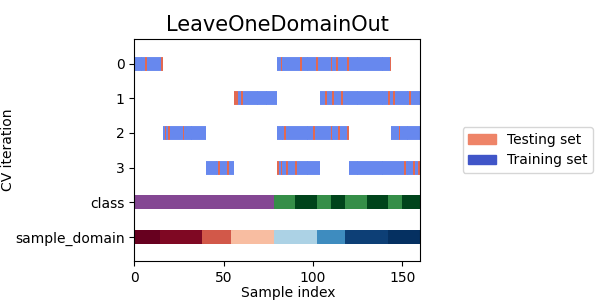 LeaveOneDomainOut
0
1
2
3
class
sample_domain
CV iteration
0 50 100 150
Sample index
Testing set
Training set